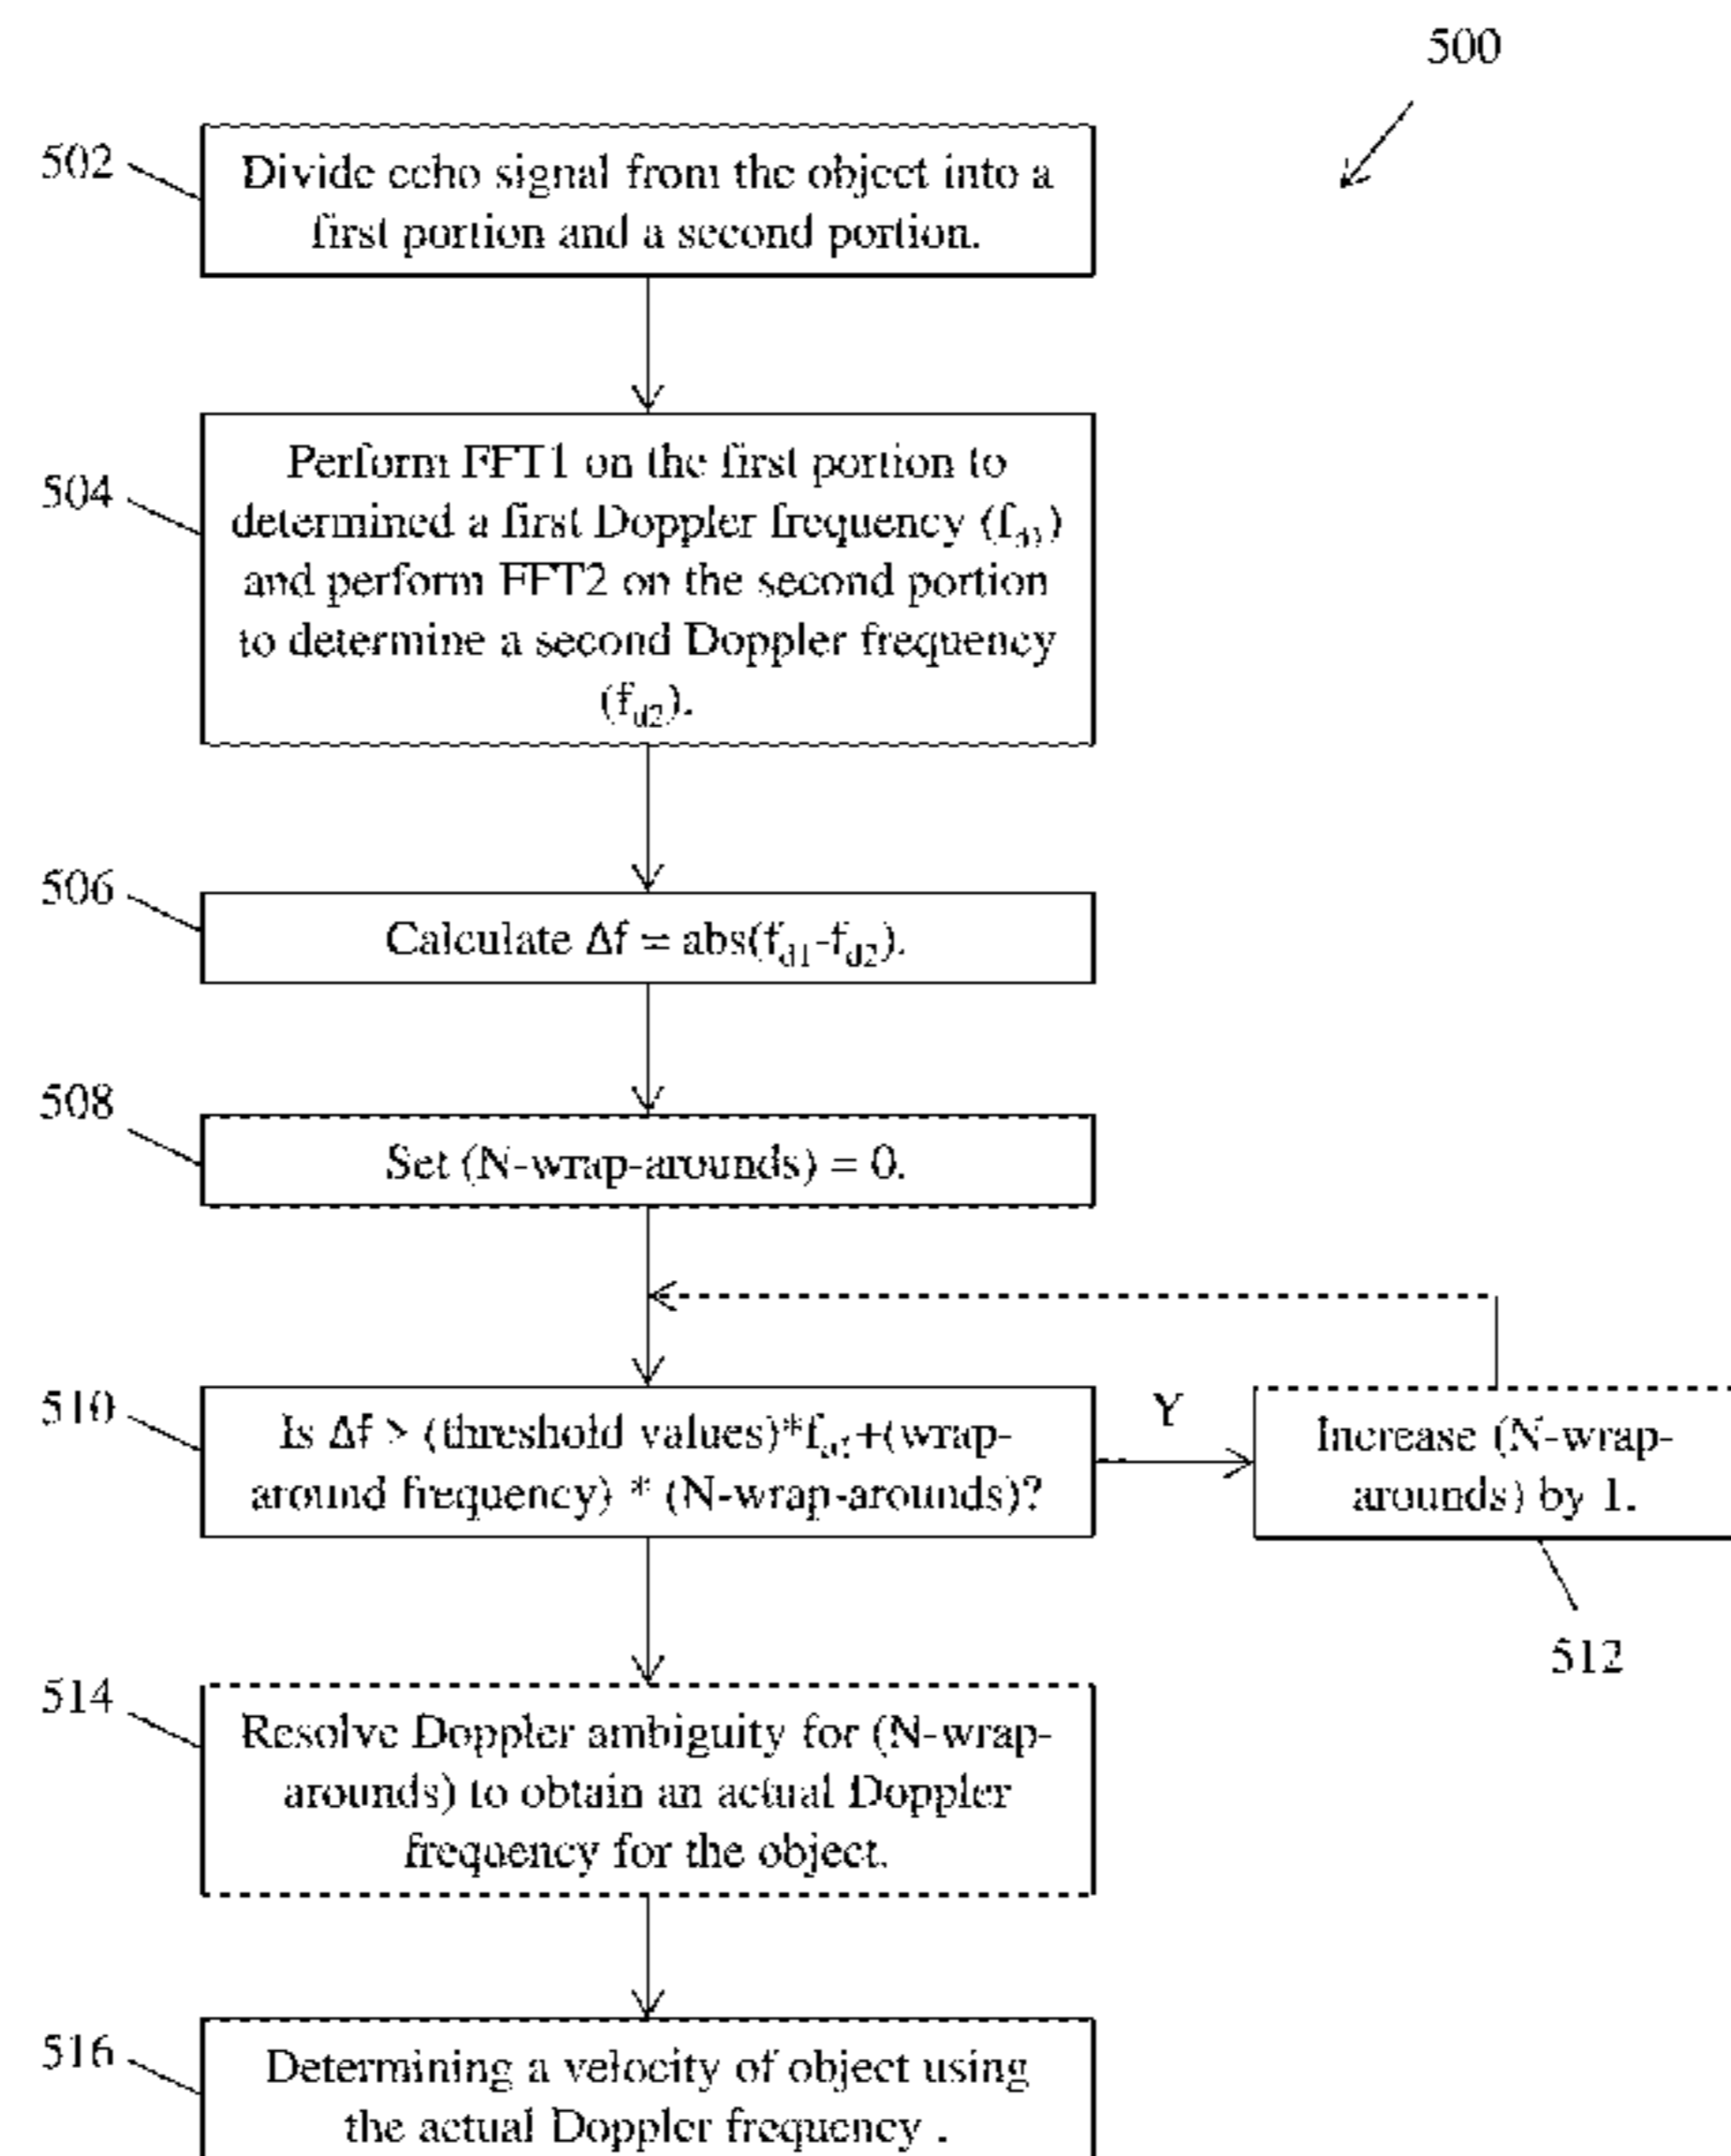 500
502
Divide echo signal from the object into a
first portion and a second portion.
504
Perform FFT1 on the first portion to
determined a first Doppler frequency (f
and perform FFT2 on the second portion
to determine a second Doppler frequency
(fd2).
506
Calculate Δf = abs(fd1-fd2).
508
Set (N-wrap-arounds) = 0.
510
Is Δf > (threshold values)*f +(wrap-
around frequency) * (N-wrap-arounds)?
Y
Increase (N-wrap-
arounds) by 1.
512
514
Resolve Doppler ambiguity for (N-wrap-
arounds) to obtain an actual Doppler
frequency for the object.
516
Determining a velocity of object using
the actual Doppler frequency .